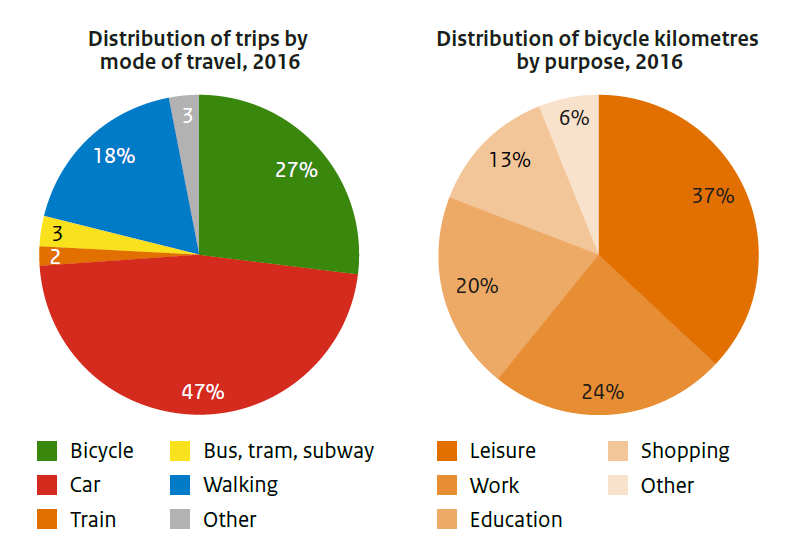 Distribution of trips by
mode of travel, 2016
3
27%
18%
3
2
47%
Bicycle
Car
Train
Bus, tram, subway
Walking
Other
Distribution of bicycle kilometres
by purpose, 2016
6%
37%
13%
20%
24%
Leisure
Work
Education
Shopping
Other